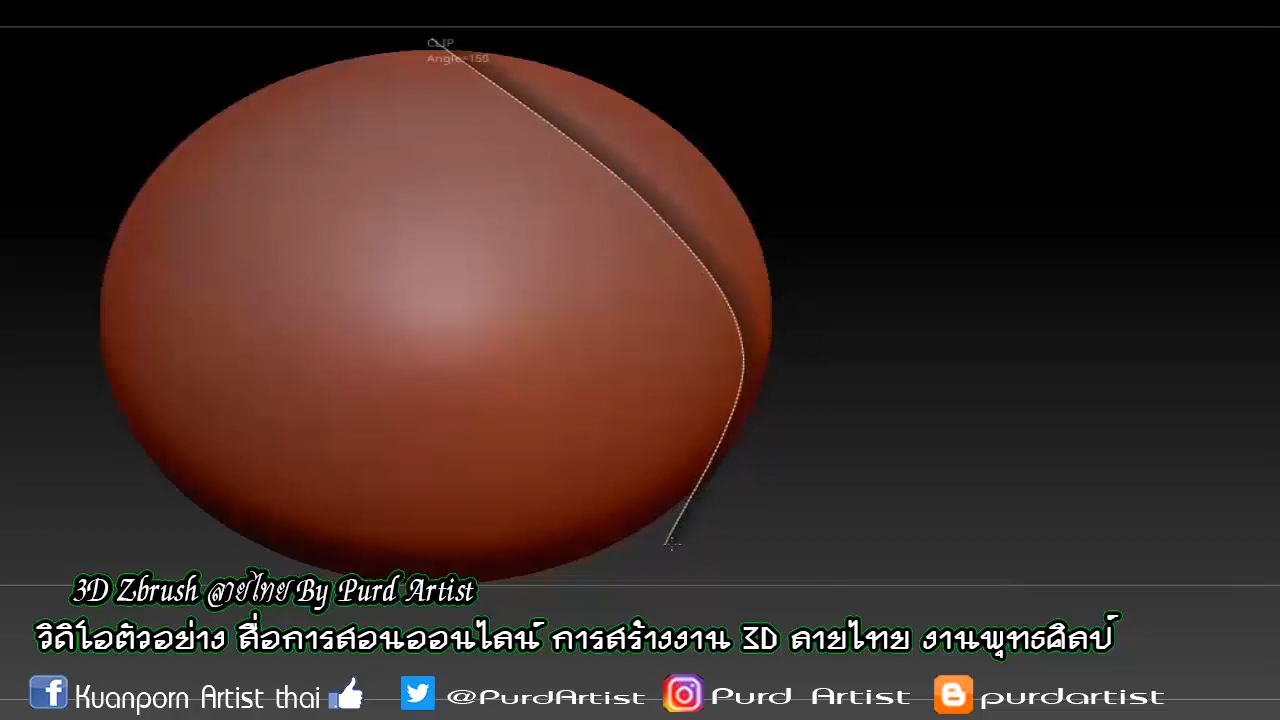 CLIP
Angle=150
3D Zbrush ลายไทย By Purd Artist
วิดีโอตัวอย่าง สื่อการสอนออนไลน์ การสร้างงาน 3D ลายไทย งานพุทธศิลป์
Kuanporn Artist thai @PurdArtist Purd Artist purdartist